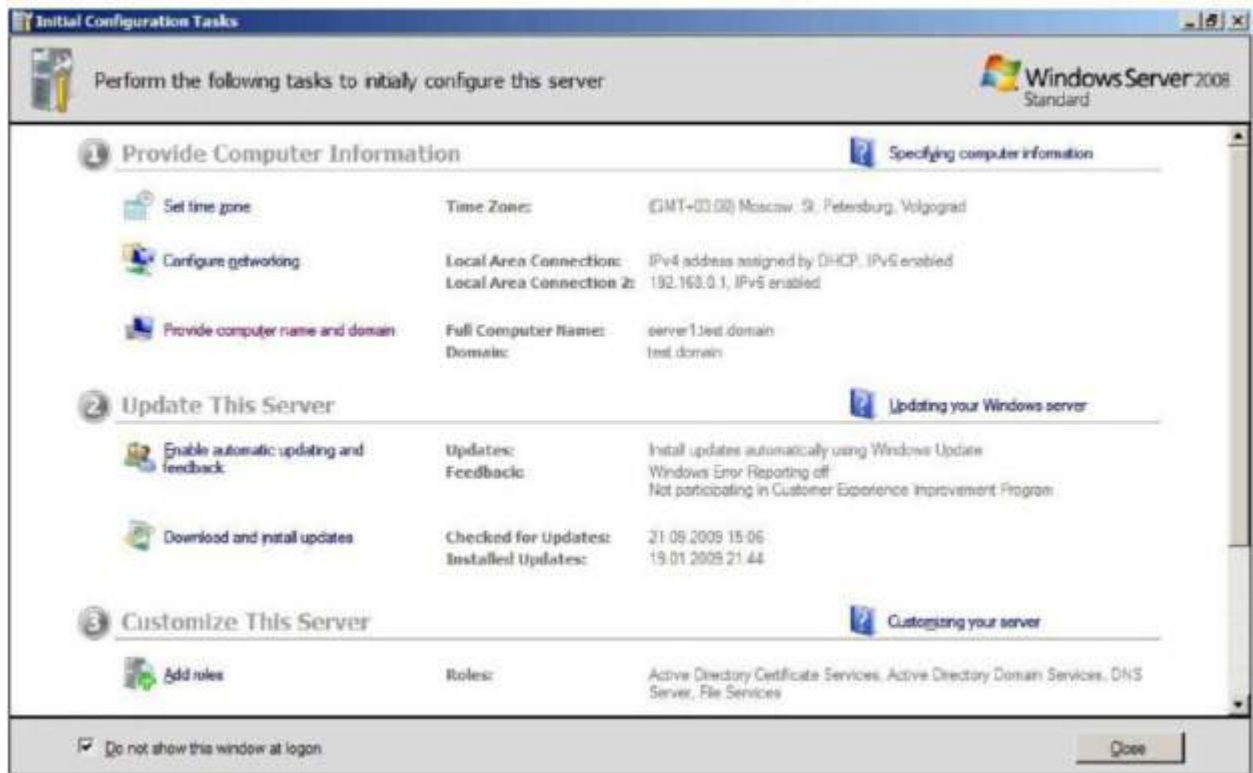 Initial Configuration Tasks
Perform the following tasks to initially configure this server
Windows Server 2008
Standard
1 Provide Computer Information
Specifying computer information
Set time zone
Time Zone:
(GMT+03:00) Moscow, St. Petersburg, Volgograd
Configure networking
Local Area Connection:
IPv4 address assigned by DHCP, IPv6 enabled
Local Area Connection 2:
192.168.0.1, IPv6 enabled
Provide computer name and domain
Full Computer Name:
server1.test.domain
Domain:
test.domain
2 Update This Server
Updating your Windows server
Enable automatic updating and
feedback
Updates:
Install updates automatically using Windows Update
Feedback:
Windows Error Reporting off
Not participating in Customer Experience Improvement Program
Download and install updates
Checked for Updates:
21.09.2009 15:06
Installed Updates:
19.01.2009 21:44
3 Customize This Server
Customizing your server
Add roles
Roles:
Active Directory Certificate Services, Active Directory Domain Services, DNS
Server, File Services
Do not show this window at logon
Close